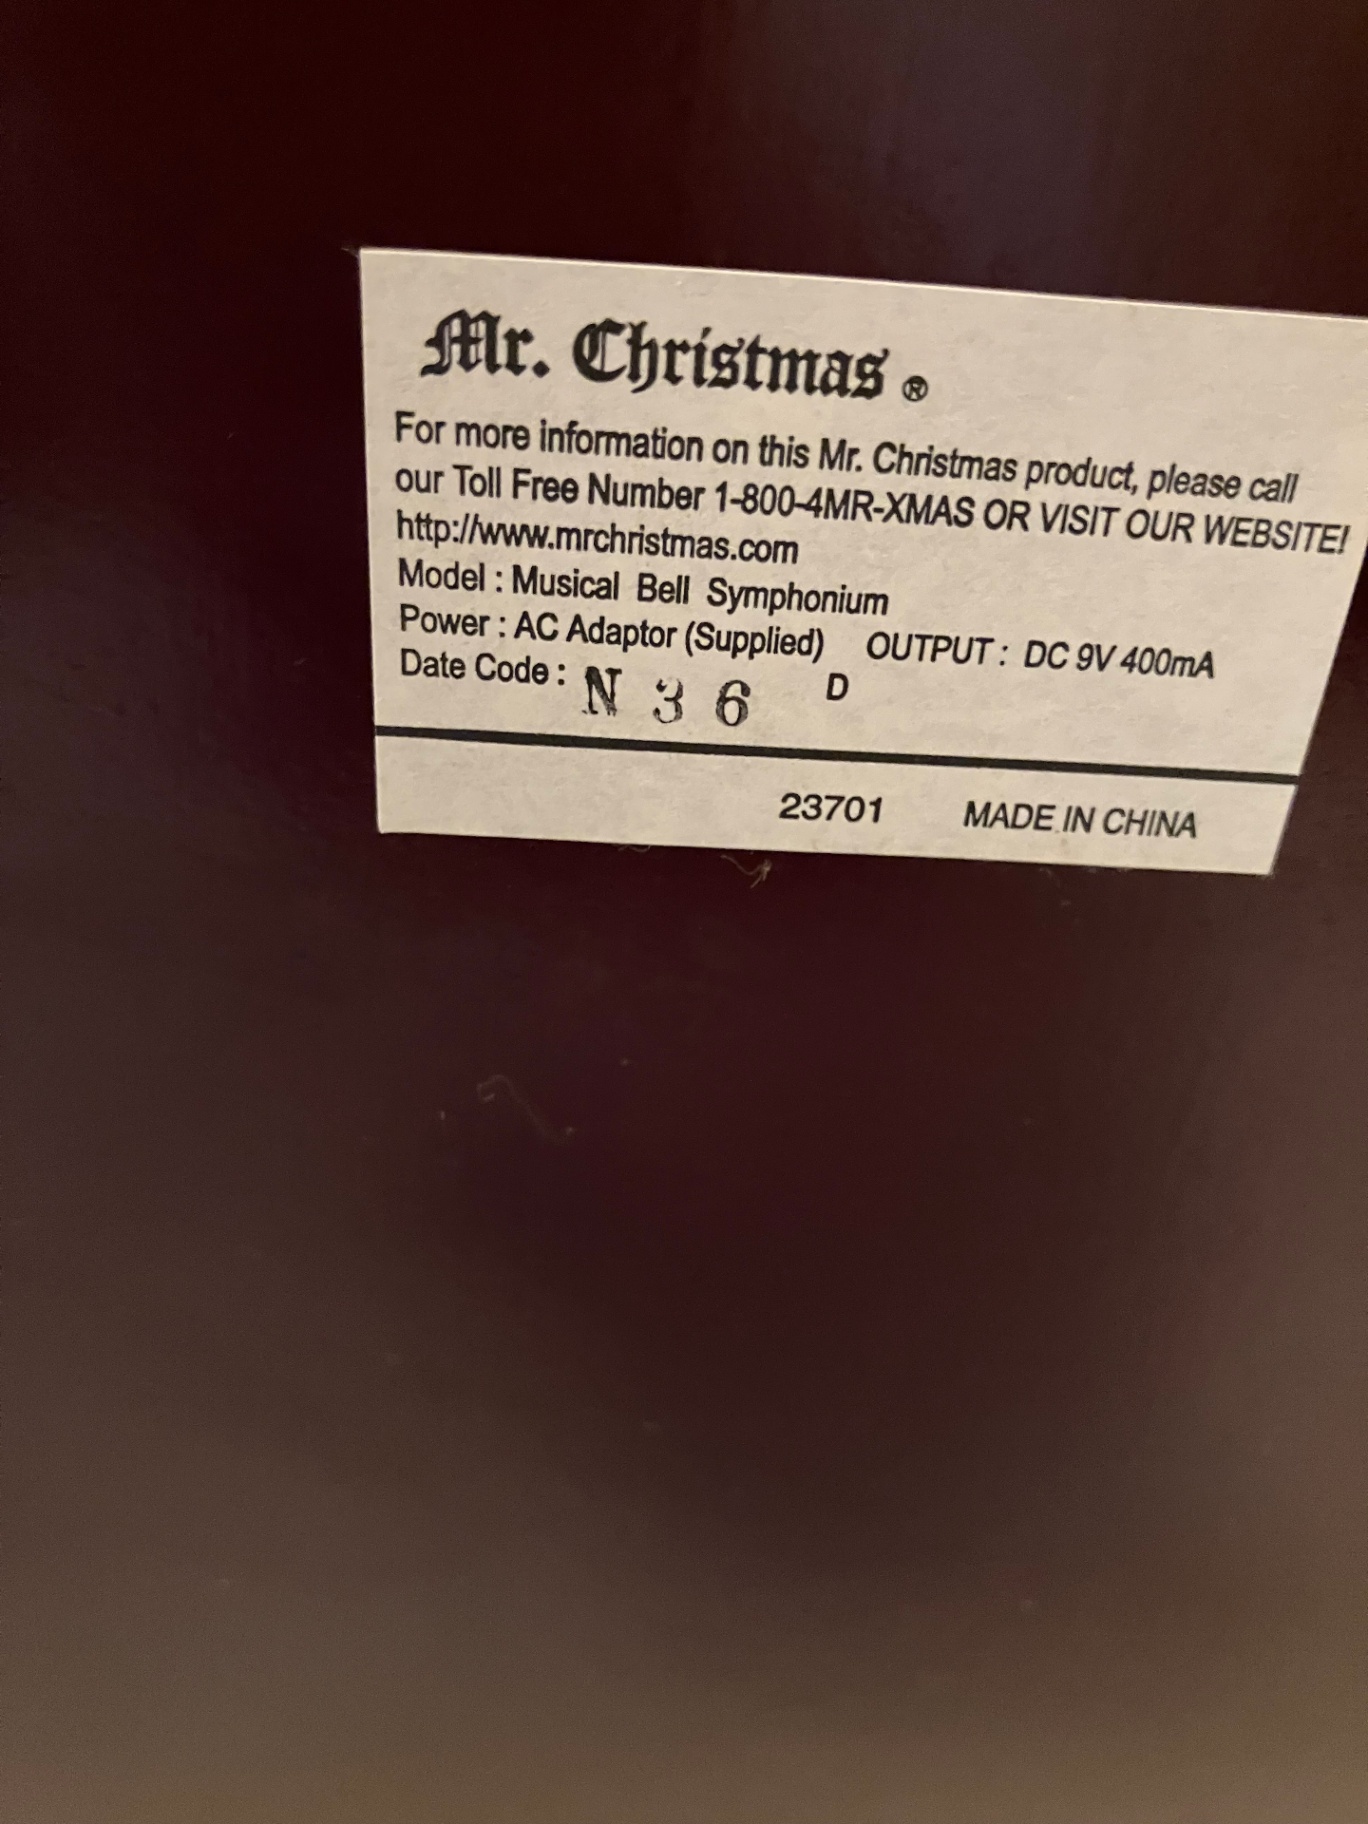 Mr. Christmas ®
For more information on this Mr. Christmas product, please call
our Toll Free Number 1-800-4MR-XMAS OR VISIT OUR WEBSITE!
http://www.mrchristmas.com
Model : Musical Bell Symphonium
Power : AC Adaptor (Supplied) OUTPUT : DC 9V 400mA
Date Code : N 3 6 D
23701 MADE IN CHINA